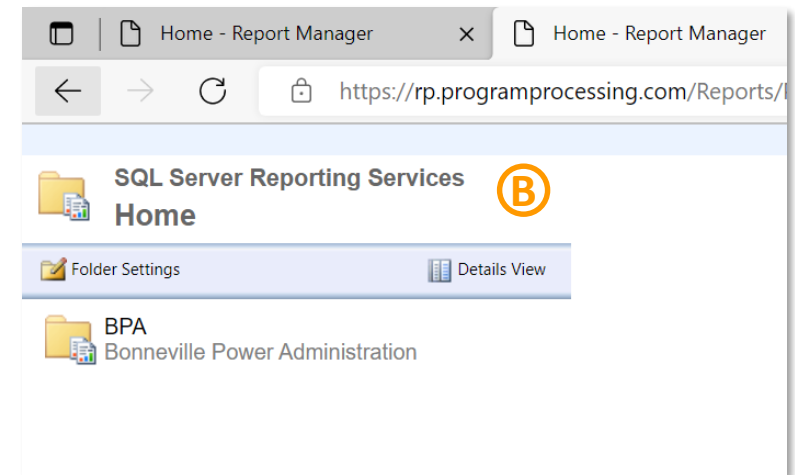 Home - Report Manager
Home - Report Manager
https://rp.programprocessing.com/Reports/
SQL Server Reporting Services
B
Home
Folder Settings
Details View
BPA
Bonneville Power Administration